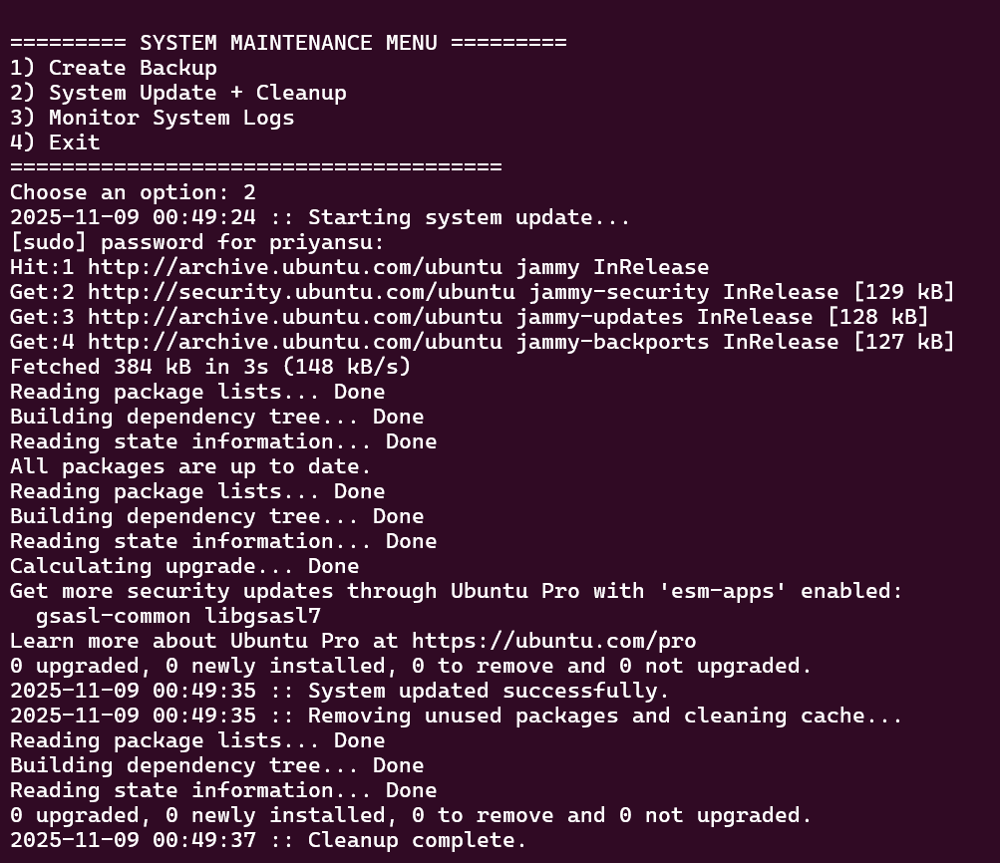 ========= SYSTEM MAINTENANCE MENU =========
1) Create Backup
2) System Update + Cleanup
3) Monitor System Logs
4) Exit
======================================
Choose an option: 2
2025-11-09 00:49:24 :: Starting system update...
[sudo] password for priyansu:
Hit:1 http://archive.ubuntu.com/ubuntu jammy InRelease
Get:2 http://security.ubuntu.com/ubuntu jammy-security InRelease [129 kB]
Get:3 http://archive.ubuntu.com/ubuntu jammy-updates InRelease [128 kB]
Get:4 http://archive.ubuntu.com/ubuntu jammy-backports InRelease [127 kB]
Fetched 384 kB in 3s (148 kB/s)
Reading package lists... Done
Building dependency tree... Done
Reading state information... Done
All packages are up to date.
Reading package lists... Done
Building dependency tree... Done
Reading state information... Done
Calculating upgrade... Done
Get more security updates through Ubuntu Pro with 'esm-apps' enabled:
  gsasl-common libgsasl7
Learn more about Ubuntu Pro at https://ubuntu.com/pro
0 upgraded, 0 newly installed, 0 to remove and 0 not upgraded.
2025-11-09 00:49:35 :: System updated successfully.
2025-11-09 00:49:35 :: Removing unused packages and cleaning cache...
Reading package lists... Done
Building dependency tree... Done
Reading state information... Done
0 upgraded, 0 newly installed, 0 to remove and 0 not upgraded.
2025-11-09 00:49:37 :: Cleanup complete.